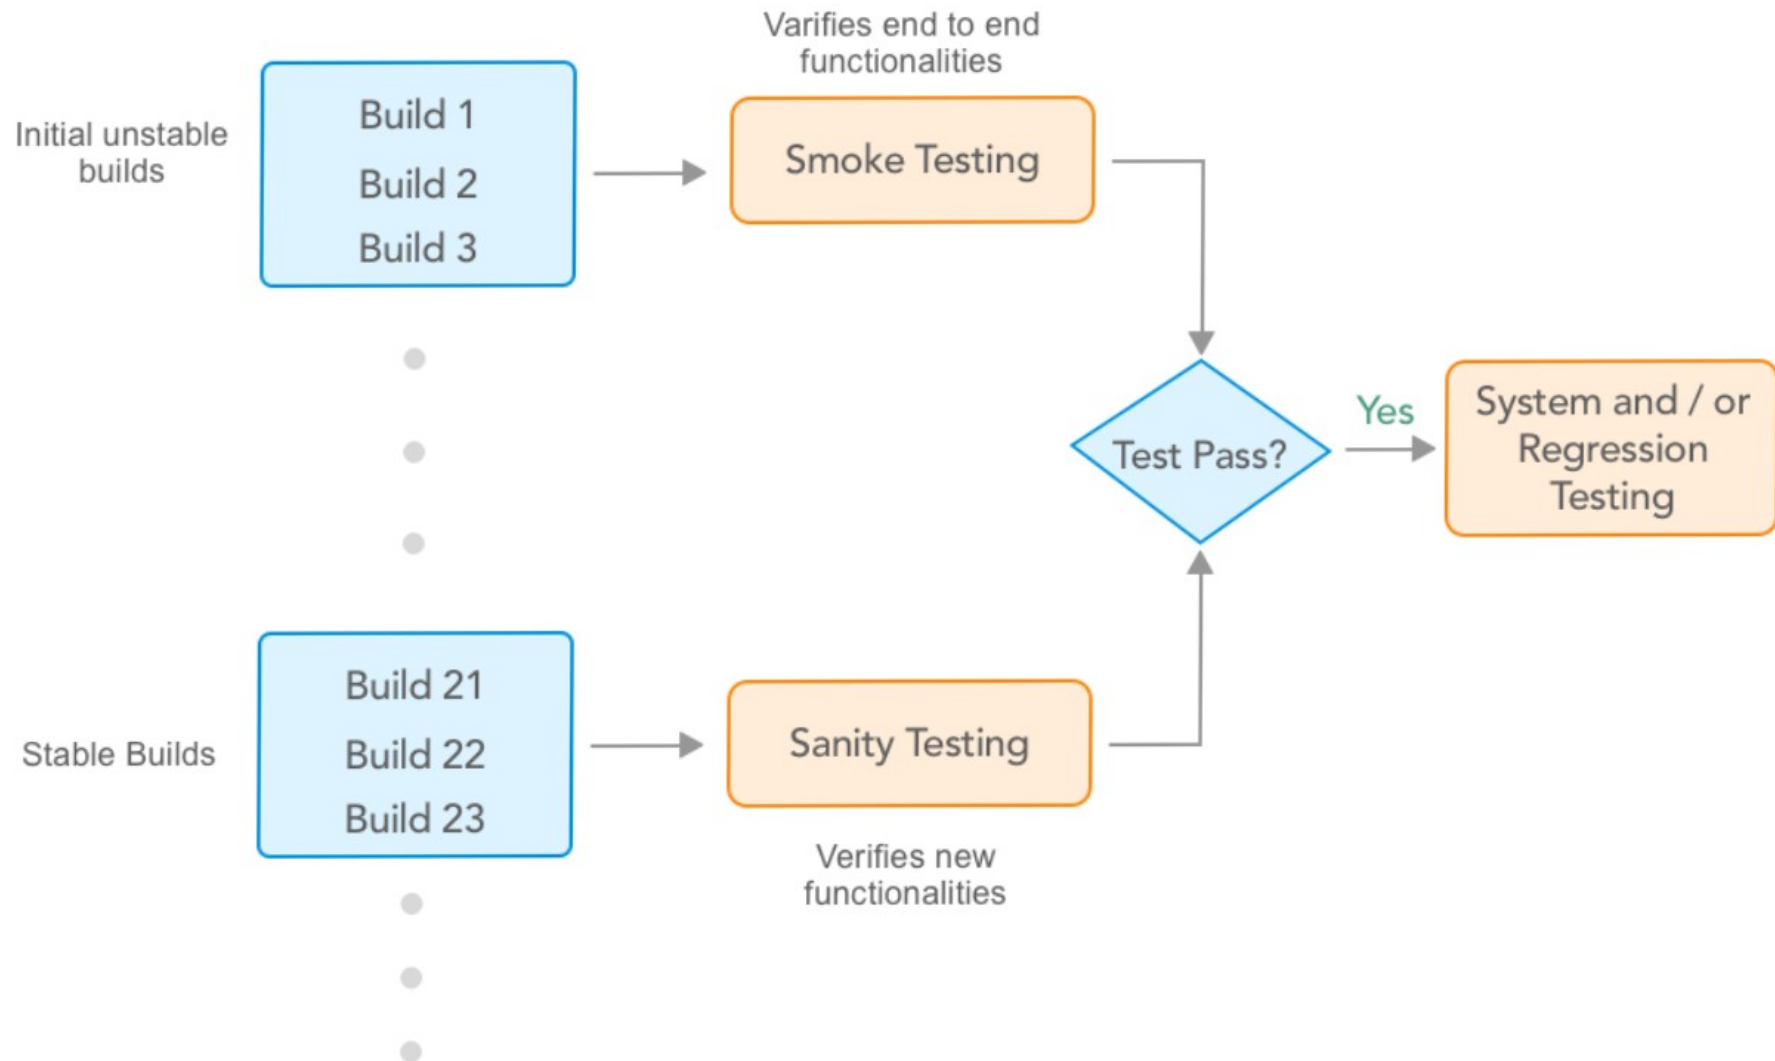 Varifies end to end
functionalities
Initial unstable
builds
Build 1
Build 2
Build 3
Smoke Testing
Test Pass?
Yes
System and / or
Regression
Testing
Stable Builds
Build 21
Build 22
Build 23
Sanity Testing
Verifies new
functionalities